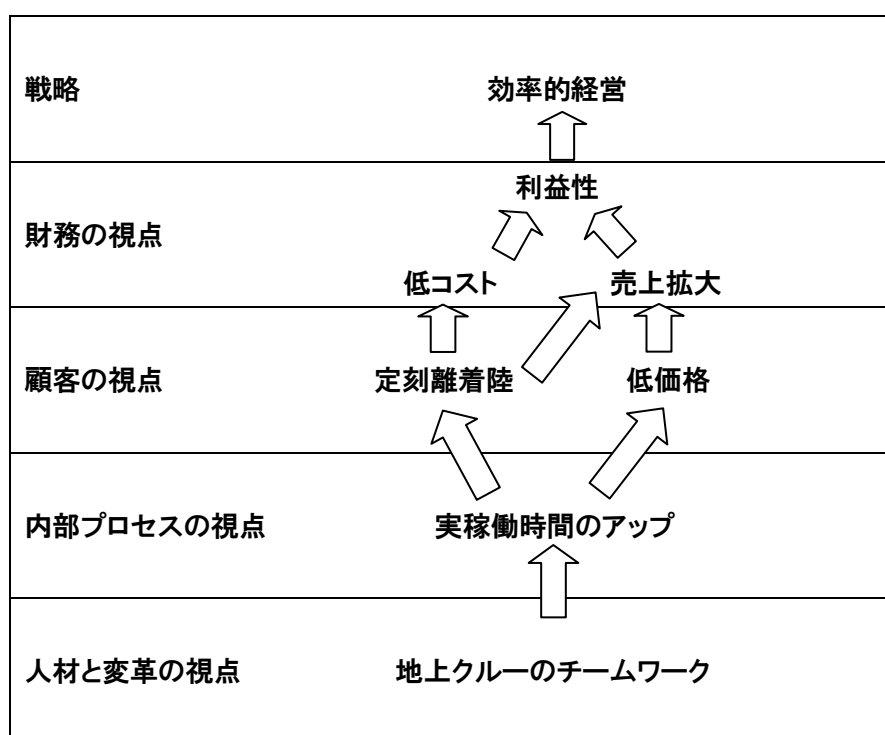 戦略
効率的経営
利益性
財務の視点
低コスト
売上拡大
顧客の視点
定刻離着陸
低価格
内部プロセスの視点
実稼働時間のアップ
人材と変革の視点
地上クルーのチームワーク